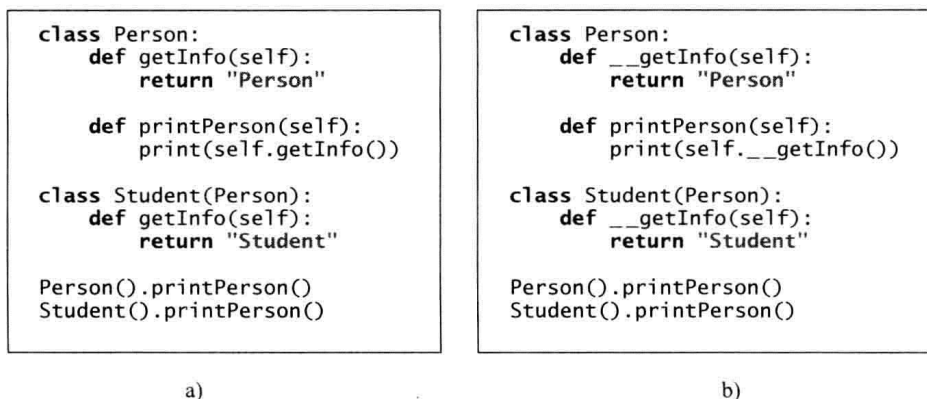 class Person:
    def getInfo(self):
        return "Person"

    def printPerson(self):
        print(self.getInfo())

class Student(Person):
    def getInfo(self):
        return "Student"

Person().printPerson()
Student().printPerson()
a)
class Person:
    def __getInfo(self):
        return "Person"

    def printPerson(self):
        print(self.__getInfo())

class Student(Person):
    def __getInfo(self):
        return "Student"

Person().printPerson()
Student().printPerson()
b)